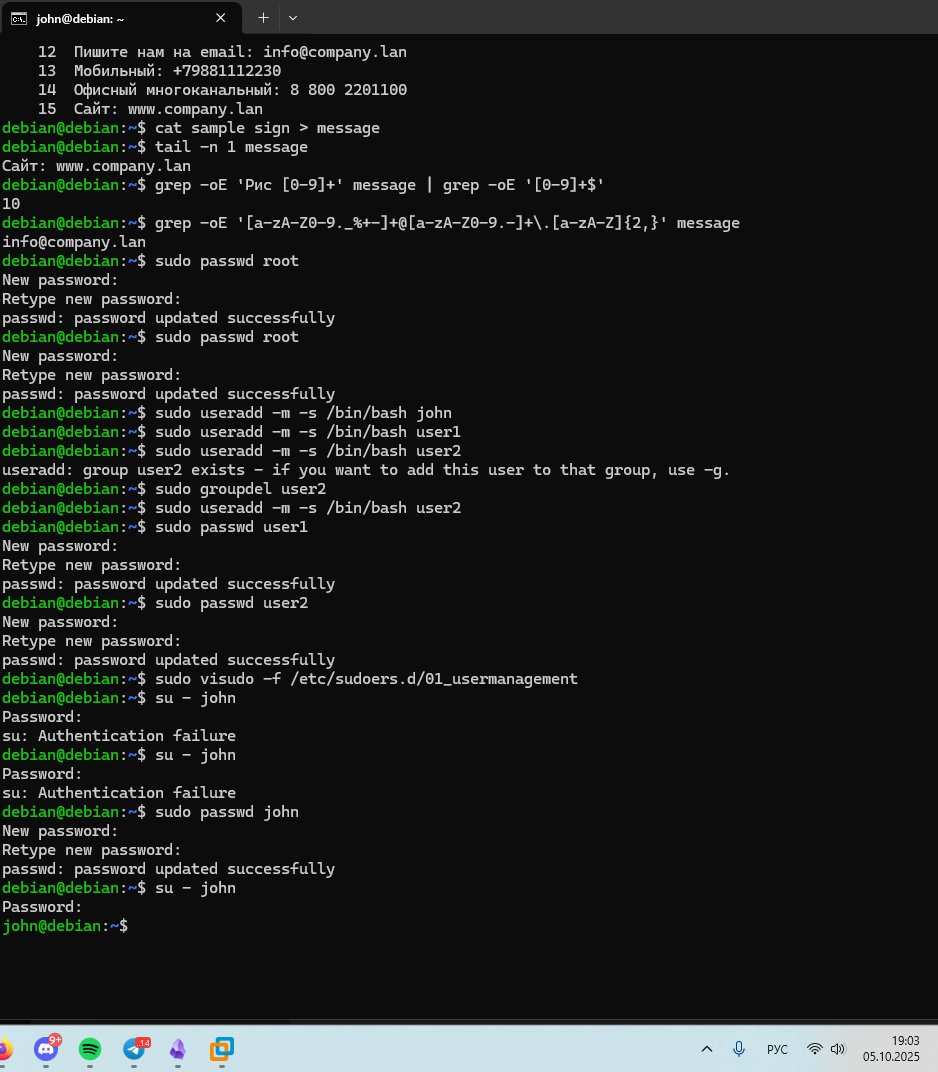 john@debian: ~
12  Пишите нам на email: info@company.lan
13  Мобильный: +79881112230
14  Офисный многоканальный: 8 800 2201100
15  Сайт: www.company.lan
debian@debian:~$ cat sample sign > message
debian@debian:~$ tail -n 1 message
Сайт: www.company.lan
debian@debian:~$ grep -oE 'Рис [0-9]+' message | grep -oE '[0-9]+$'
10
debian@debian:~$ grep -oE '[a-zA-Z0-9._%+-]+@[a-zA-Z0-9.-]+\.[a-zA-Z]{2,}' message
info@company.lan
debian@debian:~$ sudo passwd root
New password:
Retype new password:
passwd: password updated successfully
debian@debian:~$ sudo passwd root
New password:
Retype new password:
passwd: password updated successfully
debian@debian:~$ sudo useradd -m -s /bin/bash john
debian@debian:~$ sudo useradd -m -s /bin/bash user1
debian@debian:~$ sudo useradd -m -s /bin/bash user2
useradd: group user2 exists - if you want to add this user to that group, use -g.
debian@debian:~$ sudo groupdel user2
debian@debian:~$ sudo useradd -m -s /bin/bash user2
debian@debian:~$ sudo passwd user1
New password:
Retype new password:
passwd: password updated successfully
debian@debian:~$ sudo passwd user2
New password:
Retype new password:
passwd: password updated successfully
debian@debian:~$ sudo visudo -f /etc/sudoers.d/01_usermanagement
debian@debian:~$ su - john
Password:
su: Authentication failure
debian@debian:~$ su - john
Password:
su: Authentication failure
debian@debian:~$ sudo passwd john
New password:
Retype new password:
passwd: password updated successfully
debian@debian:~$ su - john
Password:
john@debian:~$
9+
14
РУС
19:03
05.10.2025